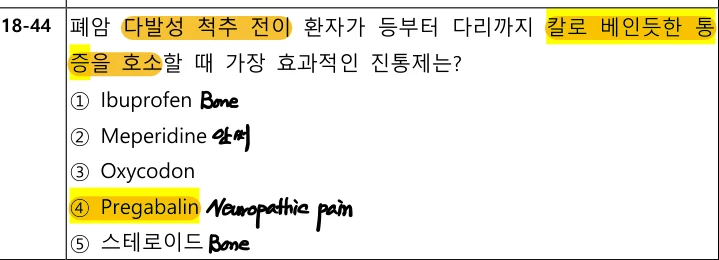 18-44 폐암 다발성 척추 전이 환자가 등부터 다리까지 칼로 베인듯한 통
증을 호소할 때 가장 효과적인 진통제는?
① Ibuprofen Bone
② Meperidine 안써
③ Oxycodon
④ Pregabalin Neuropathic pain
⑤ 스테로이드 Bone